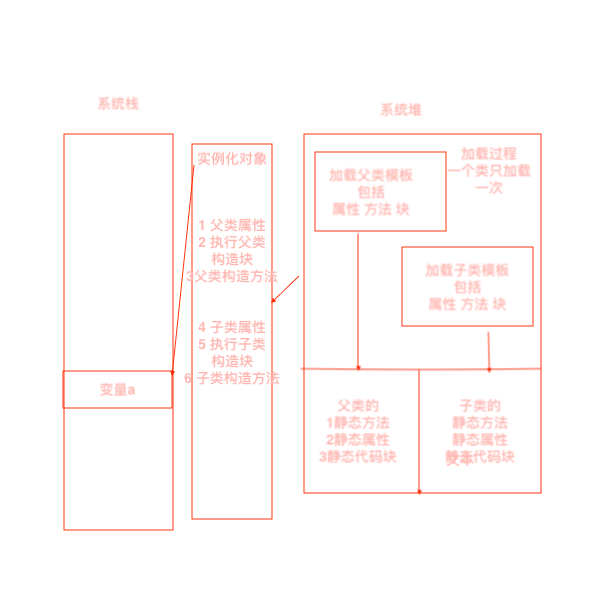 系统栈
变量a
实例化对象
1 父类属性
2 执行父类
构造块
3父类构造方法
4 子类属性
5 执行子类
构造块
6 子类构造方法
系统堆
加载父类模板
包括
属性 方法 块
加载过程
一个类只加载
一次
加载子类模板
包括
属性 方法 块
父类的
1静态方法
2静态属性
3静态代码块
子类的
静态方法
静态属性
静态代码块
文本